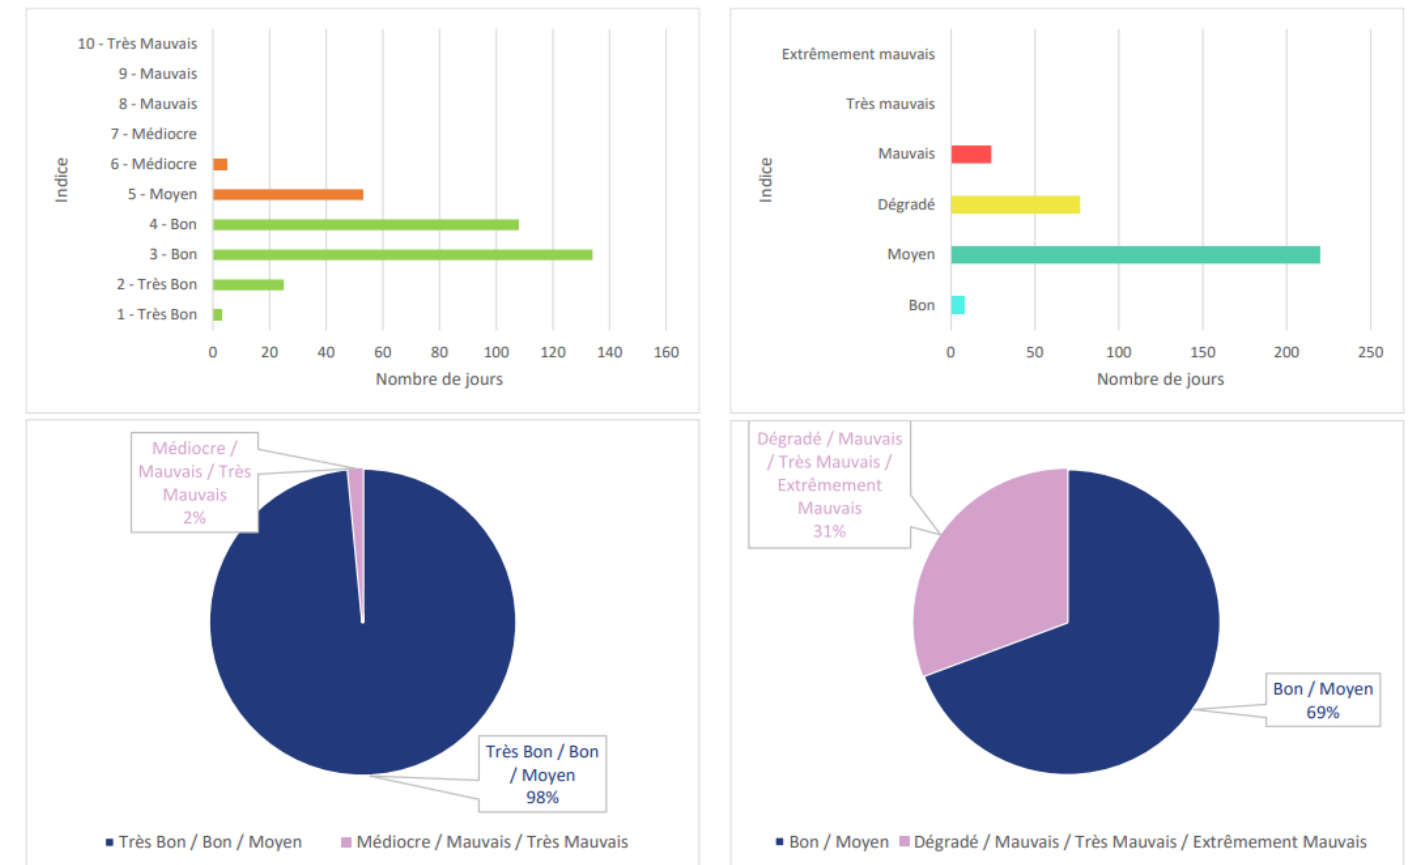 10 - Très Mauvais
9 - Mauvais
8 - Mauvais
7 - Médiocre
6 - Médiocre
5 - Moyen
4 - Bon
3 - Bon
2 - Très Bon
1 - Très Bon
Indice
0 20 40 60 80 100 120 140 160
Nombre de jours
Extrêmement mauvais
Très mauvais
Mauvais
Dégradé
Moyen
Bon
Indice
0 50 100 150 200 250
Nombre de jours
Médiocre /
Mauvais / Très
Mauvais
2%
Très Bon / Bon
/ Moyen
98%
Très Bon / Bon / Moyen
Médiocre / Mauvais / Très Mauvais
Dégradé / Mauvais
/ Très Mauvais /
Extrêmement
Mauvais
31%
Bon / Moyen
69%
Bon / Moyen
Dégradé / Mauvais / Très Mauvais / Extrêmement Mauvais